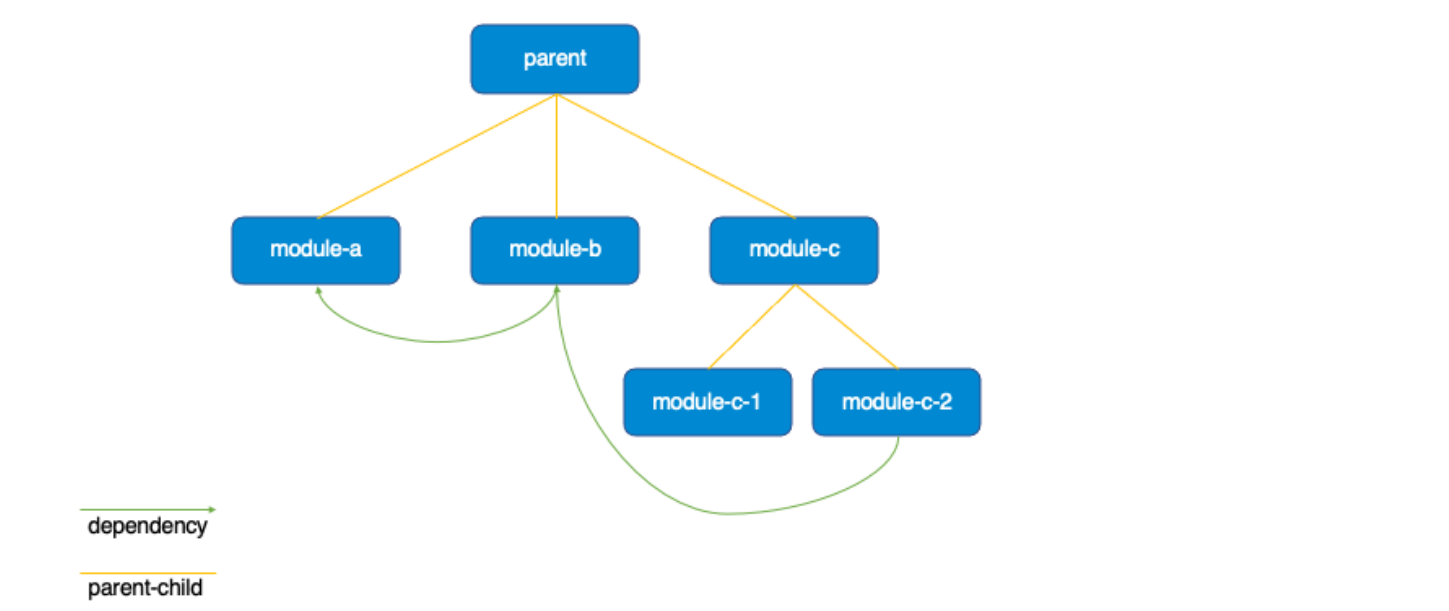 parent
module-a
module-b
module-c
module-c-1
module-c-2
dependency
parent-child